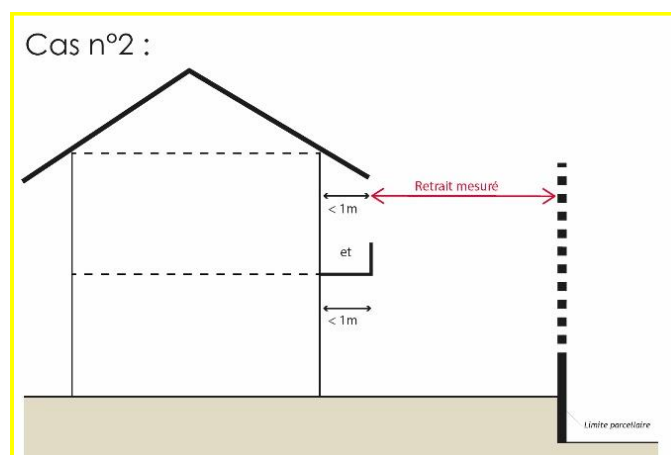 Cas n°2 :
Retrait mesuré
< 1m
et
< 1m
Limite parcellaire